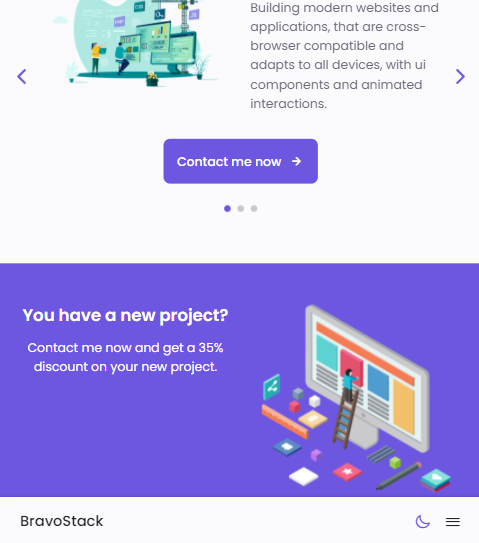 Building modern websites and
applications, that are cross-
browser compatible and
adapts to all devices, with ui
components and animated
interactions.
Contact me now
You have a new project?
Contact me now and get a 35%
discount on your new project.
BravoStack